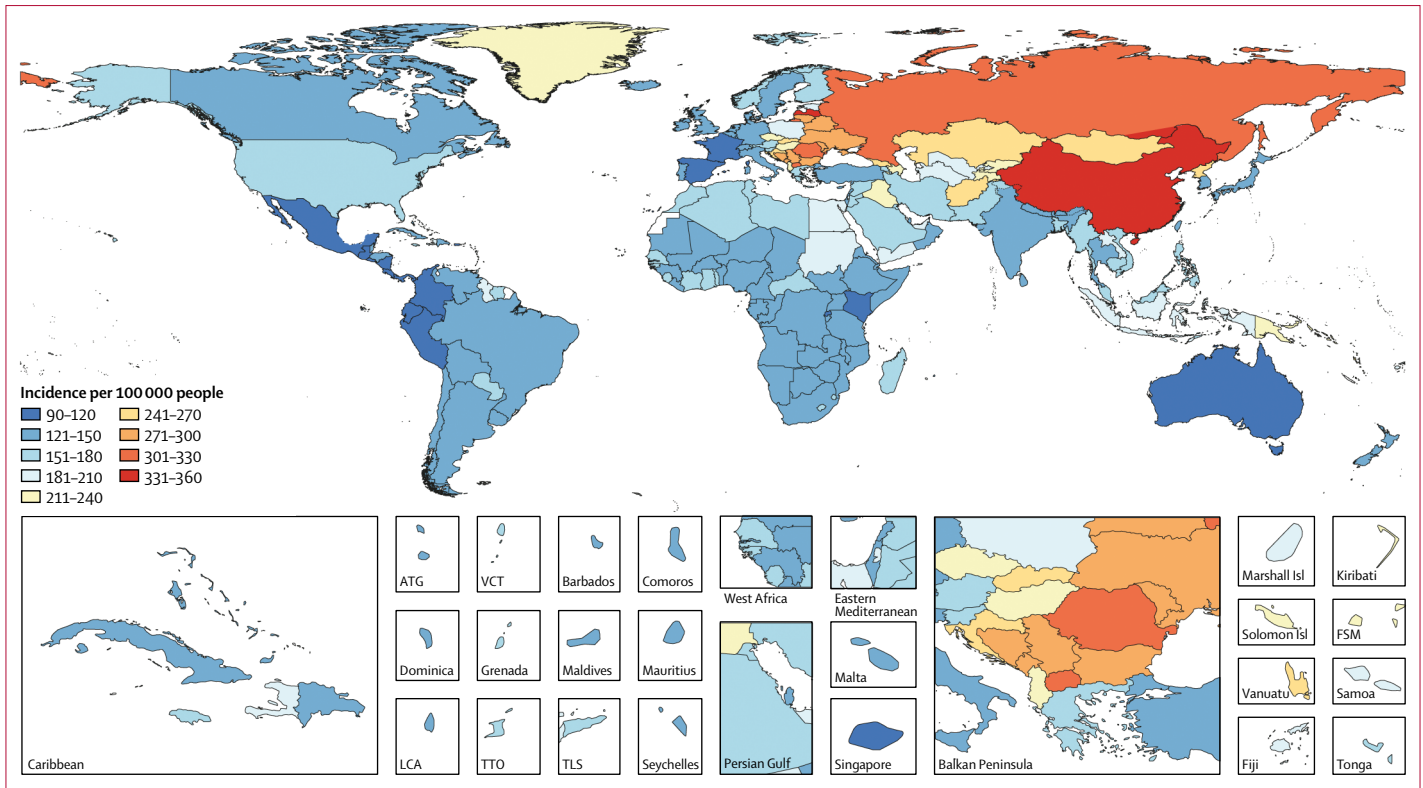 Incidence per 100 000 people
90–120
121–150
151–180
181–210
211–240
241–270
271–300
301–330
331–360
Caribbean
ATG
VCT
Barbados
Comoros
West Africa
Eastern
Mediterranean
Dominica
Grenada
Maldives
Mauritius
Persian Gulf
Malta
LCA
TTO
TLS
Seychelles
Singapore
Balkan Peninsula
Marshall Isl
Kiribati
Solomon Isl
FSM
Vanuatu
Samoa
Fiji
Tonga